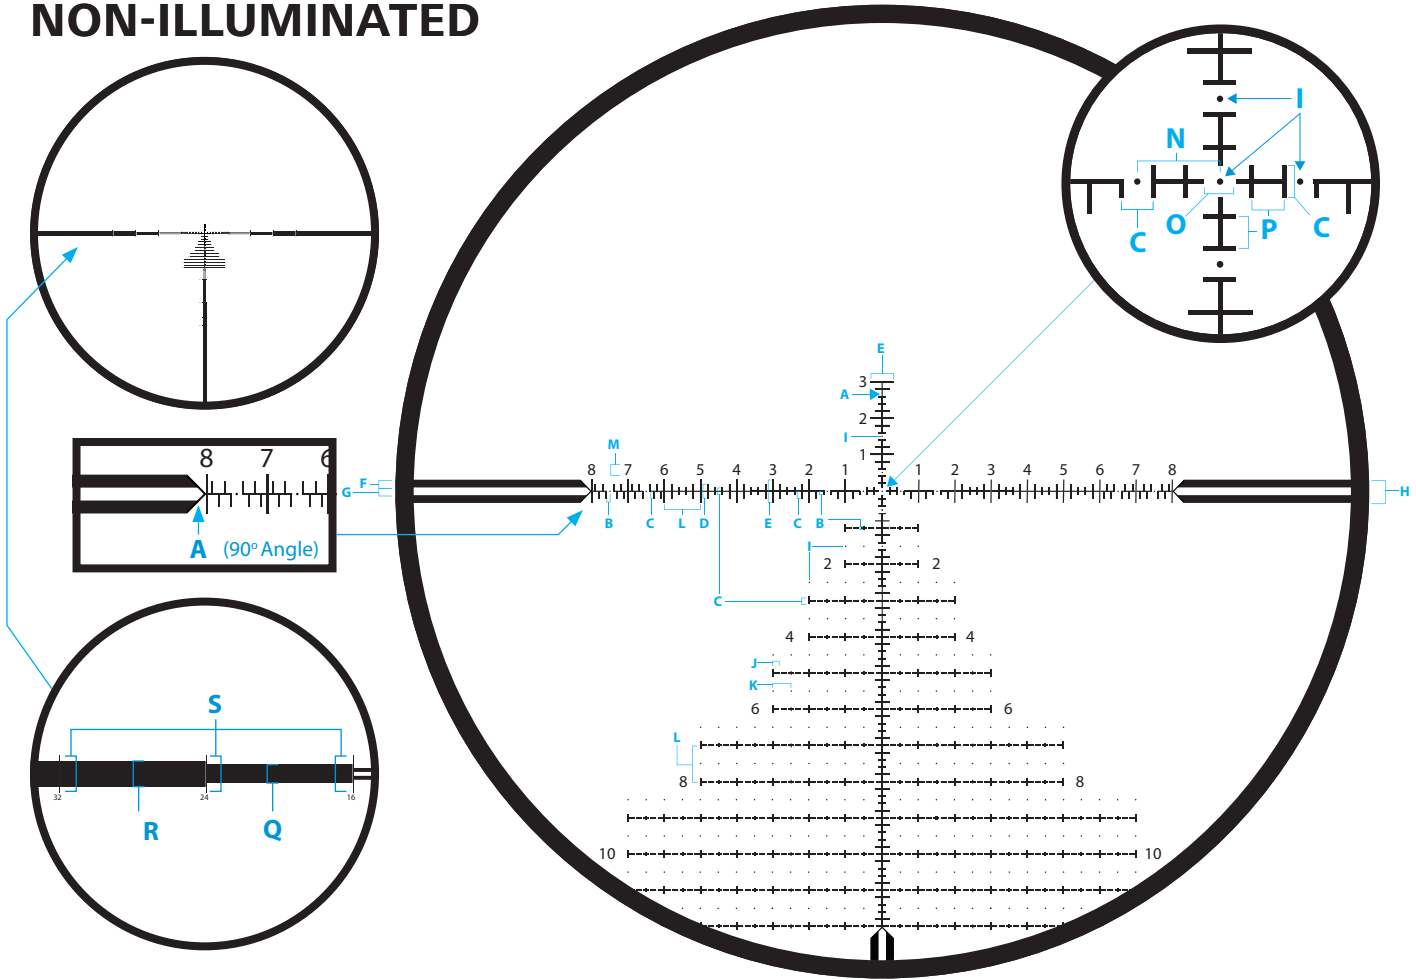 NON-ILLUMINATED
I
N
C
O
P
C
E
3
A
2
I
1
M
8 7 6 5 4 3 2 1 1 2 3 4 5 6 7 8
8 7 6
F
G
H
B C L D E C B
A (90° Angle)
I
2 2
C
4 4
J
K
6 6
L
8 8
10 10
S
32 24 16
R Q